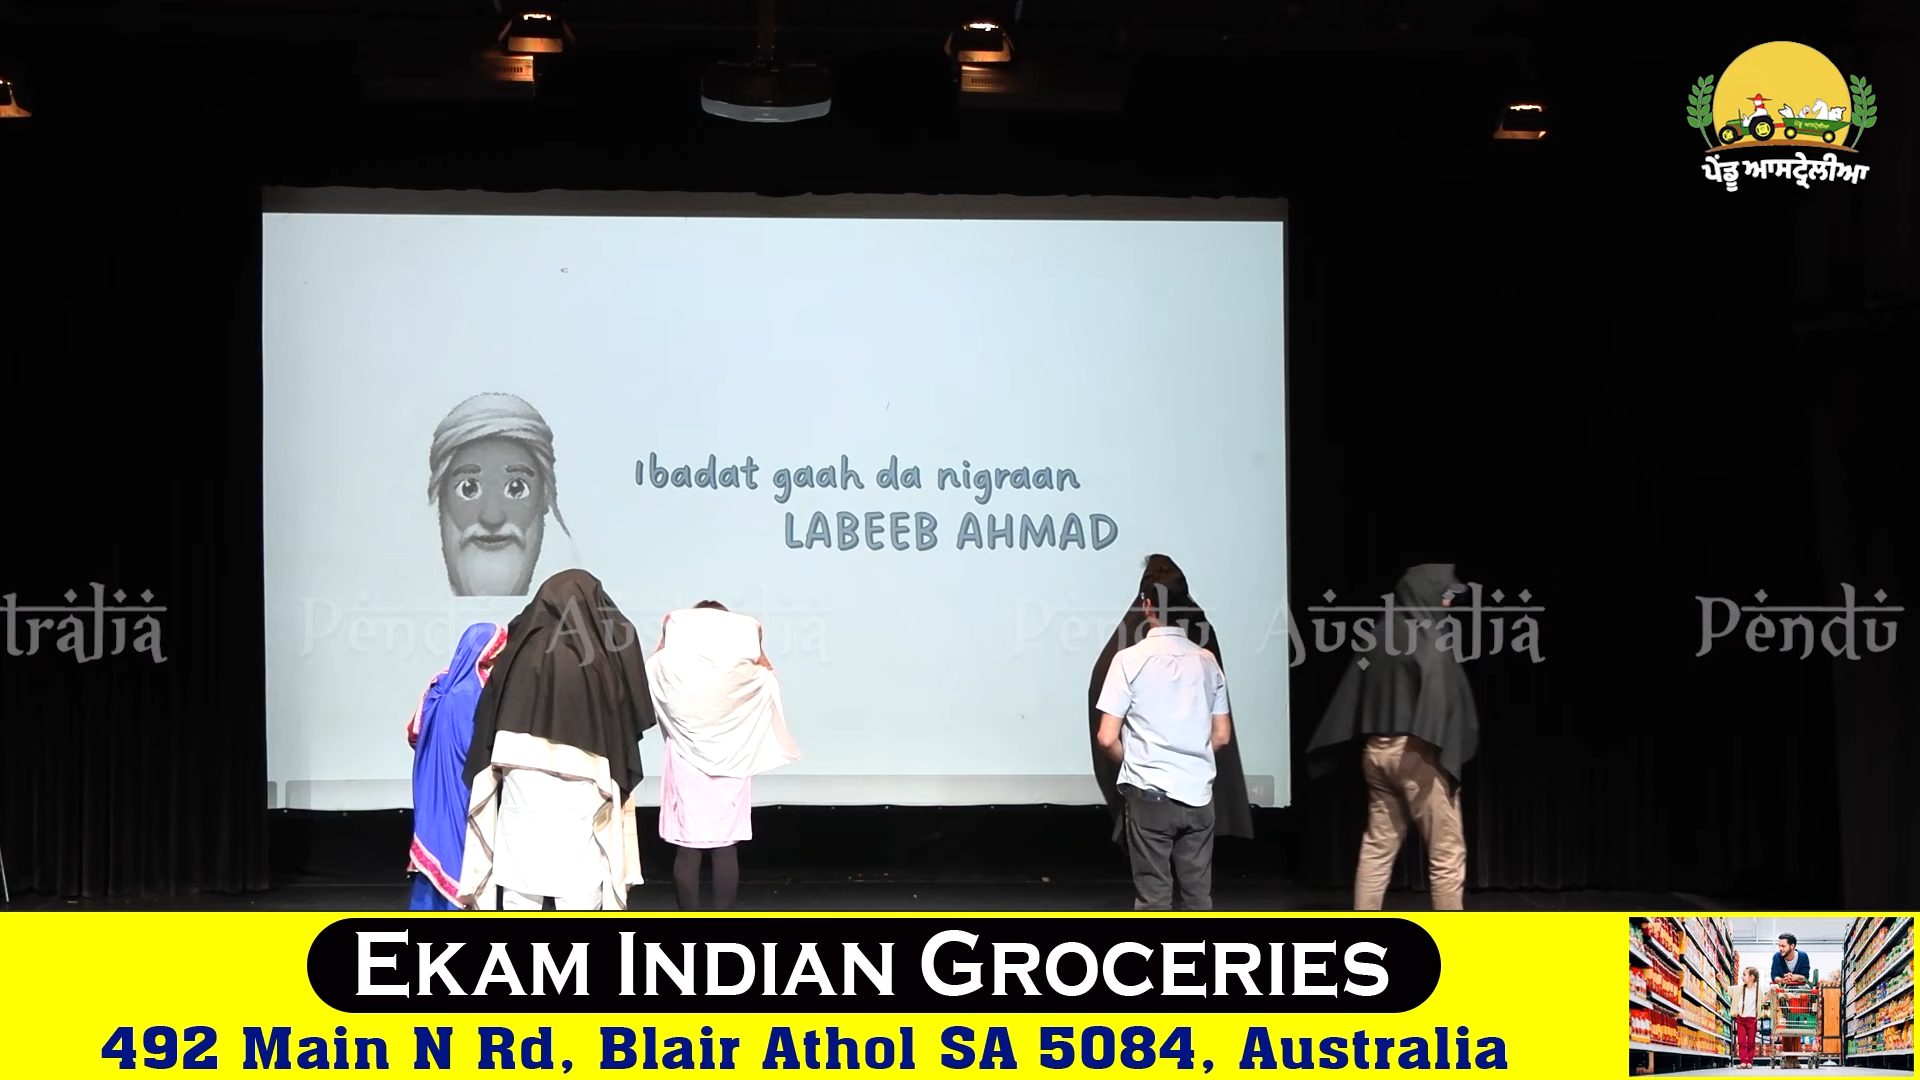 ਪੇਂਡੂ ਆਸਟ੍ਰੇਲੀਆ
Ibadat gaah da nigraan
LABEEB AHMAD
tralia Pendu Australia Pendu Australia Pendu
EKAM INDIAN GROCERIES
492 Main N Rd, Blair Athol SA 5084, Australia